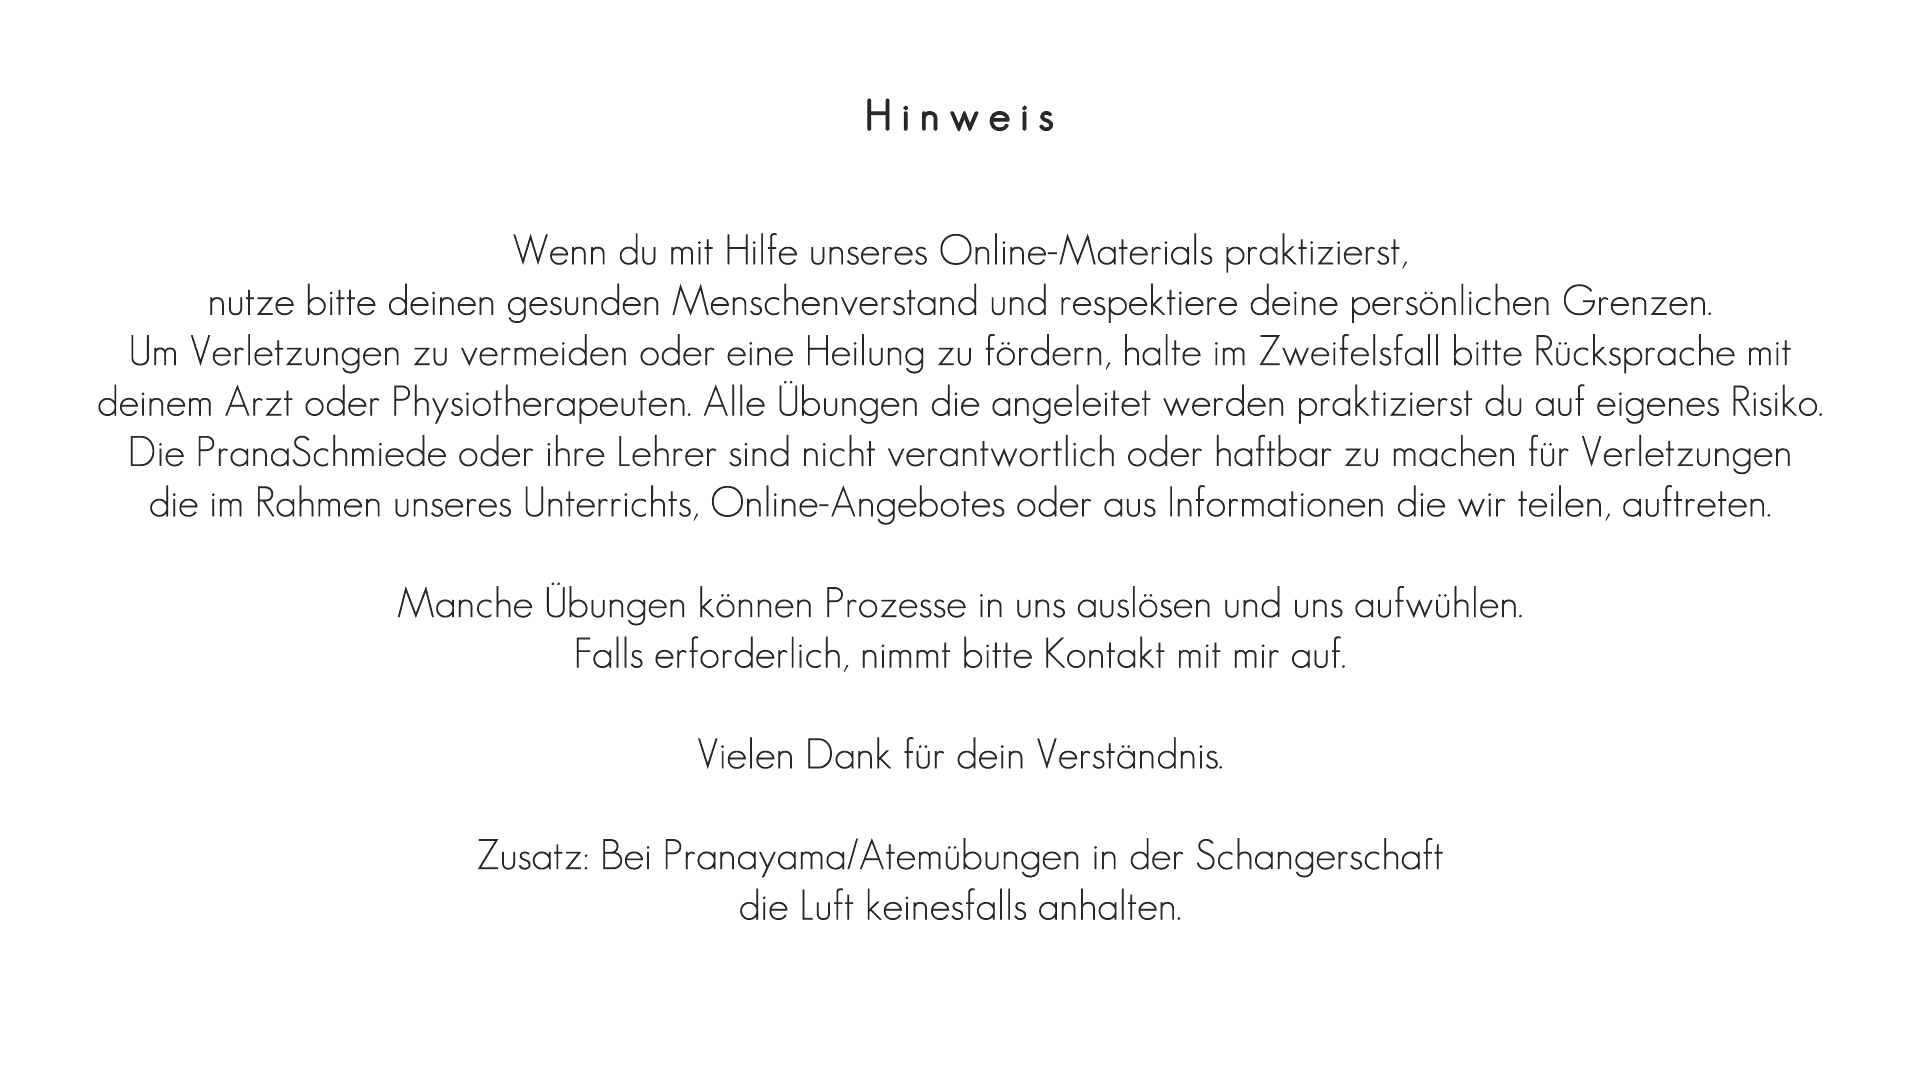 Hinweis
Wenn du mit Hilfe unseres Online-Materials praktizierst,
nutze bitte deinen gesunden Menschenverstand und respektiere deine persönlichen Grenzen.
Um Verletzungen zu vermeiden oder eine Heilung zu fördern, halte im Zweifelsfall bitte Rücksprache mit
deinem Arzt oder Physiotherapeuten. Alle Übungen die angeleitet werden praktizierst du auf eigenes Risiko.
Die PranaSchmiede oder ihre Lehrer sind nicht verantwortlich oder haftbar zu machen für Verletzungen
die im Rahmen unseres Unterrichts, Online-Angebotes oder aus Informationen die wir teilen, auftreten.
Manche Übungen können Prozesse in uns auslösen und uns aufwühlen.
Falls erforderlich, nimmt bitte Kontakt mit mir auf.
Vielen Dank für dein Verständnis.
Zusatz: Bei Pranayama/Atemübungen in der Schangerschaft
die Luft keinesfalls anhalten.